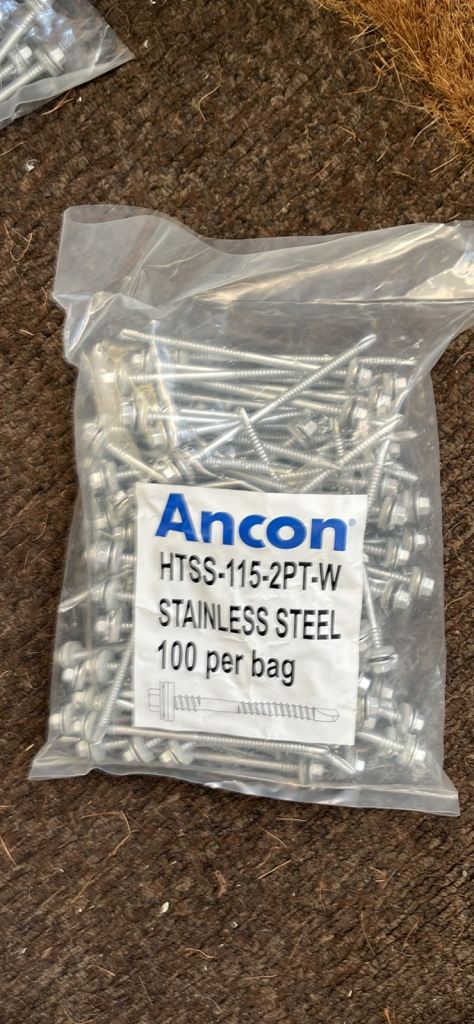 Ancon®
HTSS-115-2PT-W
STAINLESS STEEL
100 per bag